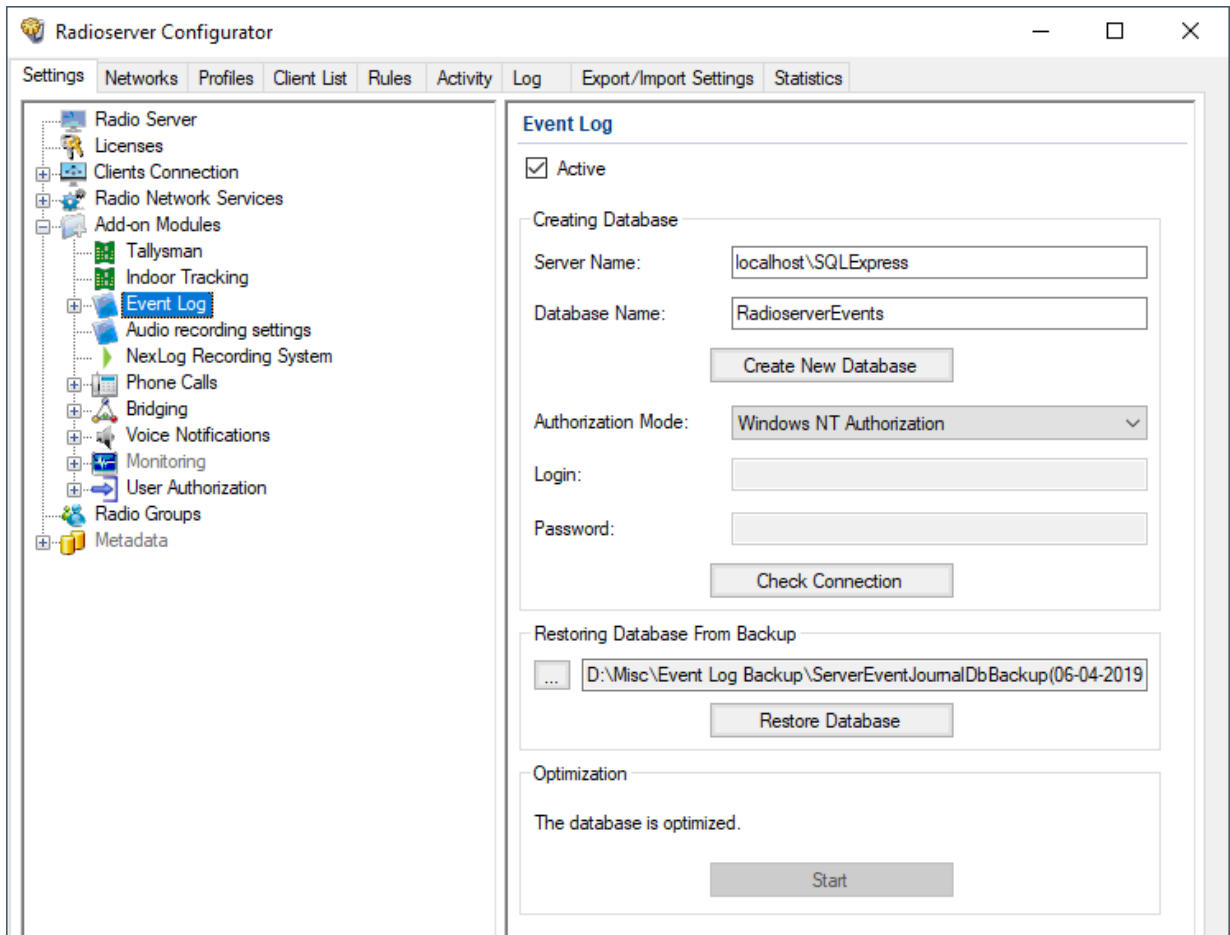 Radioserver Configurator
Settings Networks Profiles Client List Rules Activity Log Export/Import Settings Statistics
Radio Server
Licenses
Clients Connection
Radio Network Services
Add-on Modules
Tallysman
Indoor Tracking
Event Log
Audio recording settings
NexLog Recording System
Phone Calls
Bridging
Voice Notifications
Monitoring
User Authorization
Radio Groups
Metadata
Event Log
Active
Creating Database
Server Name: localhost\SQLExpress
Database Name: RadioserverEvents
Create New Database
Authorization Mode: Windows NT Authorization
Login:
Password:
Check Connection
Restoring Database From Backup
... D:\Misc\Event Log Backup\ServerEventJournalDbBackup(06-04-2019
Restore Database
Optimization
The database is optimized.
Start